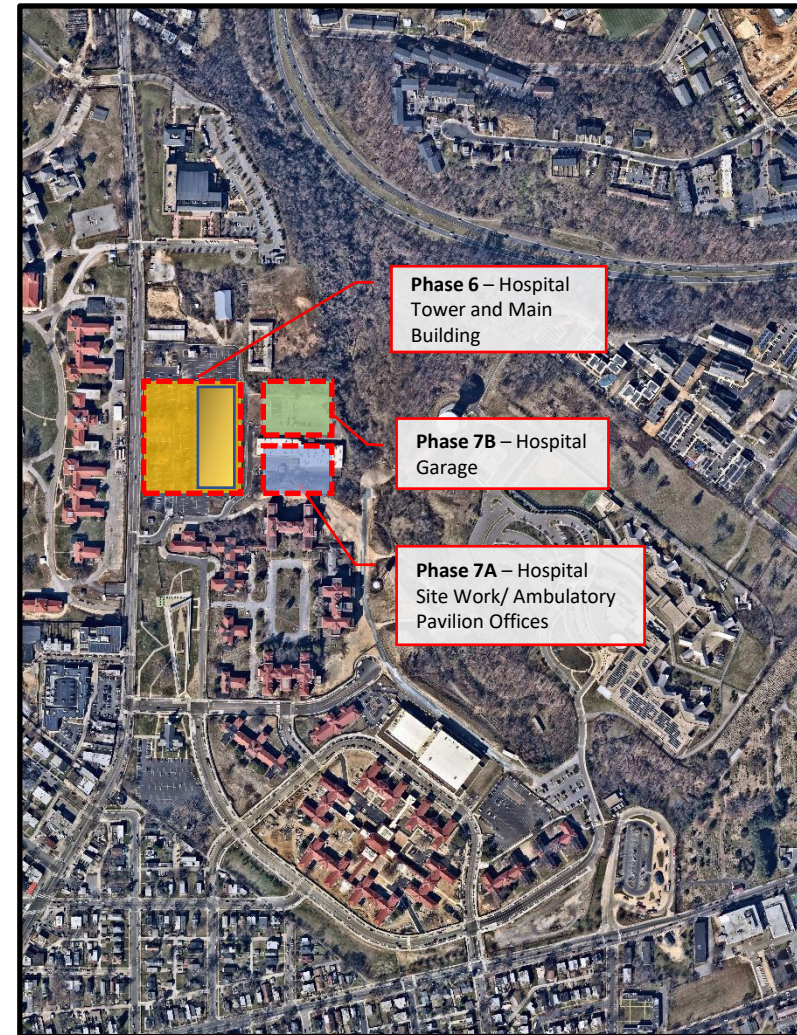 Phase 6 – Hospital
Tower and Main
Building
Phase 7B – Hospital
Garage
Phase 7A – Hospital
Site Work/ Ambulatory
Pavilion Offices